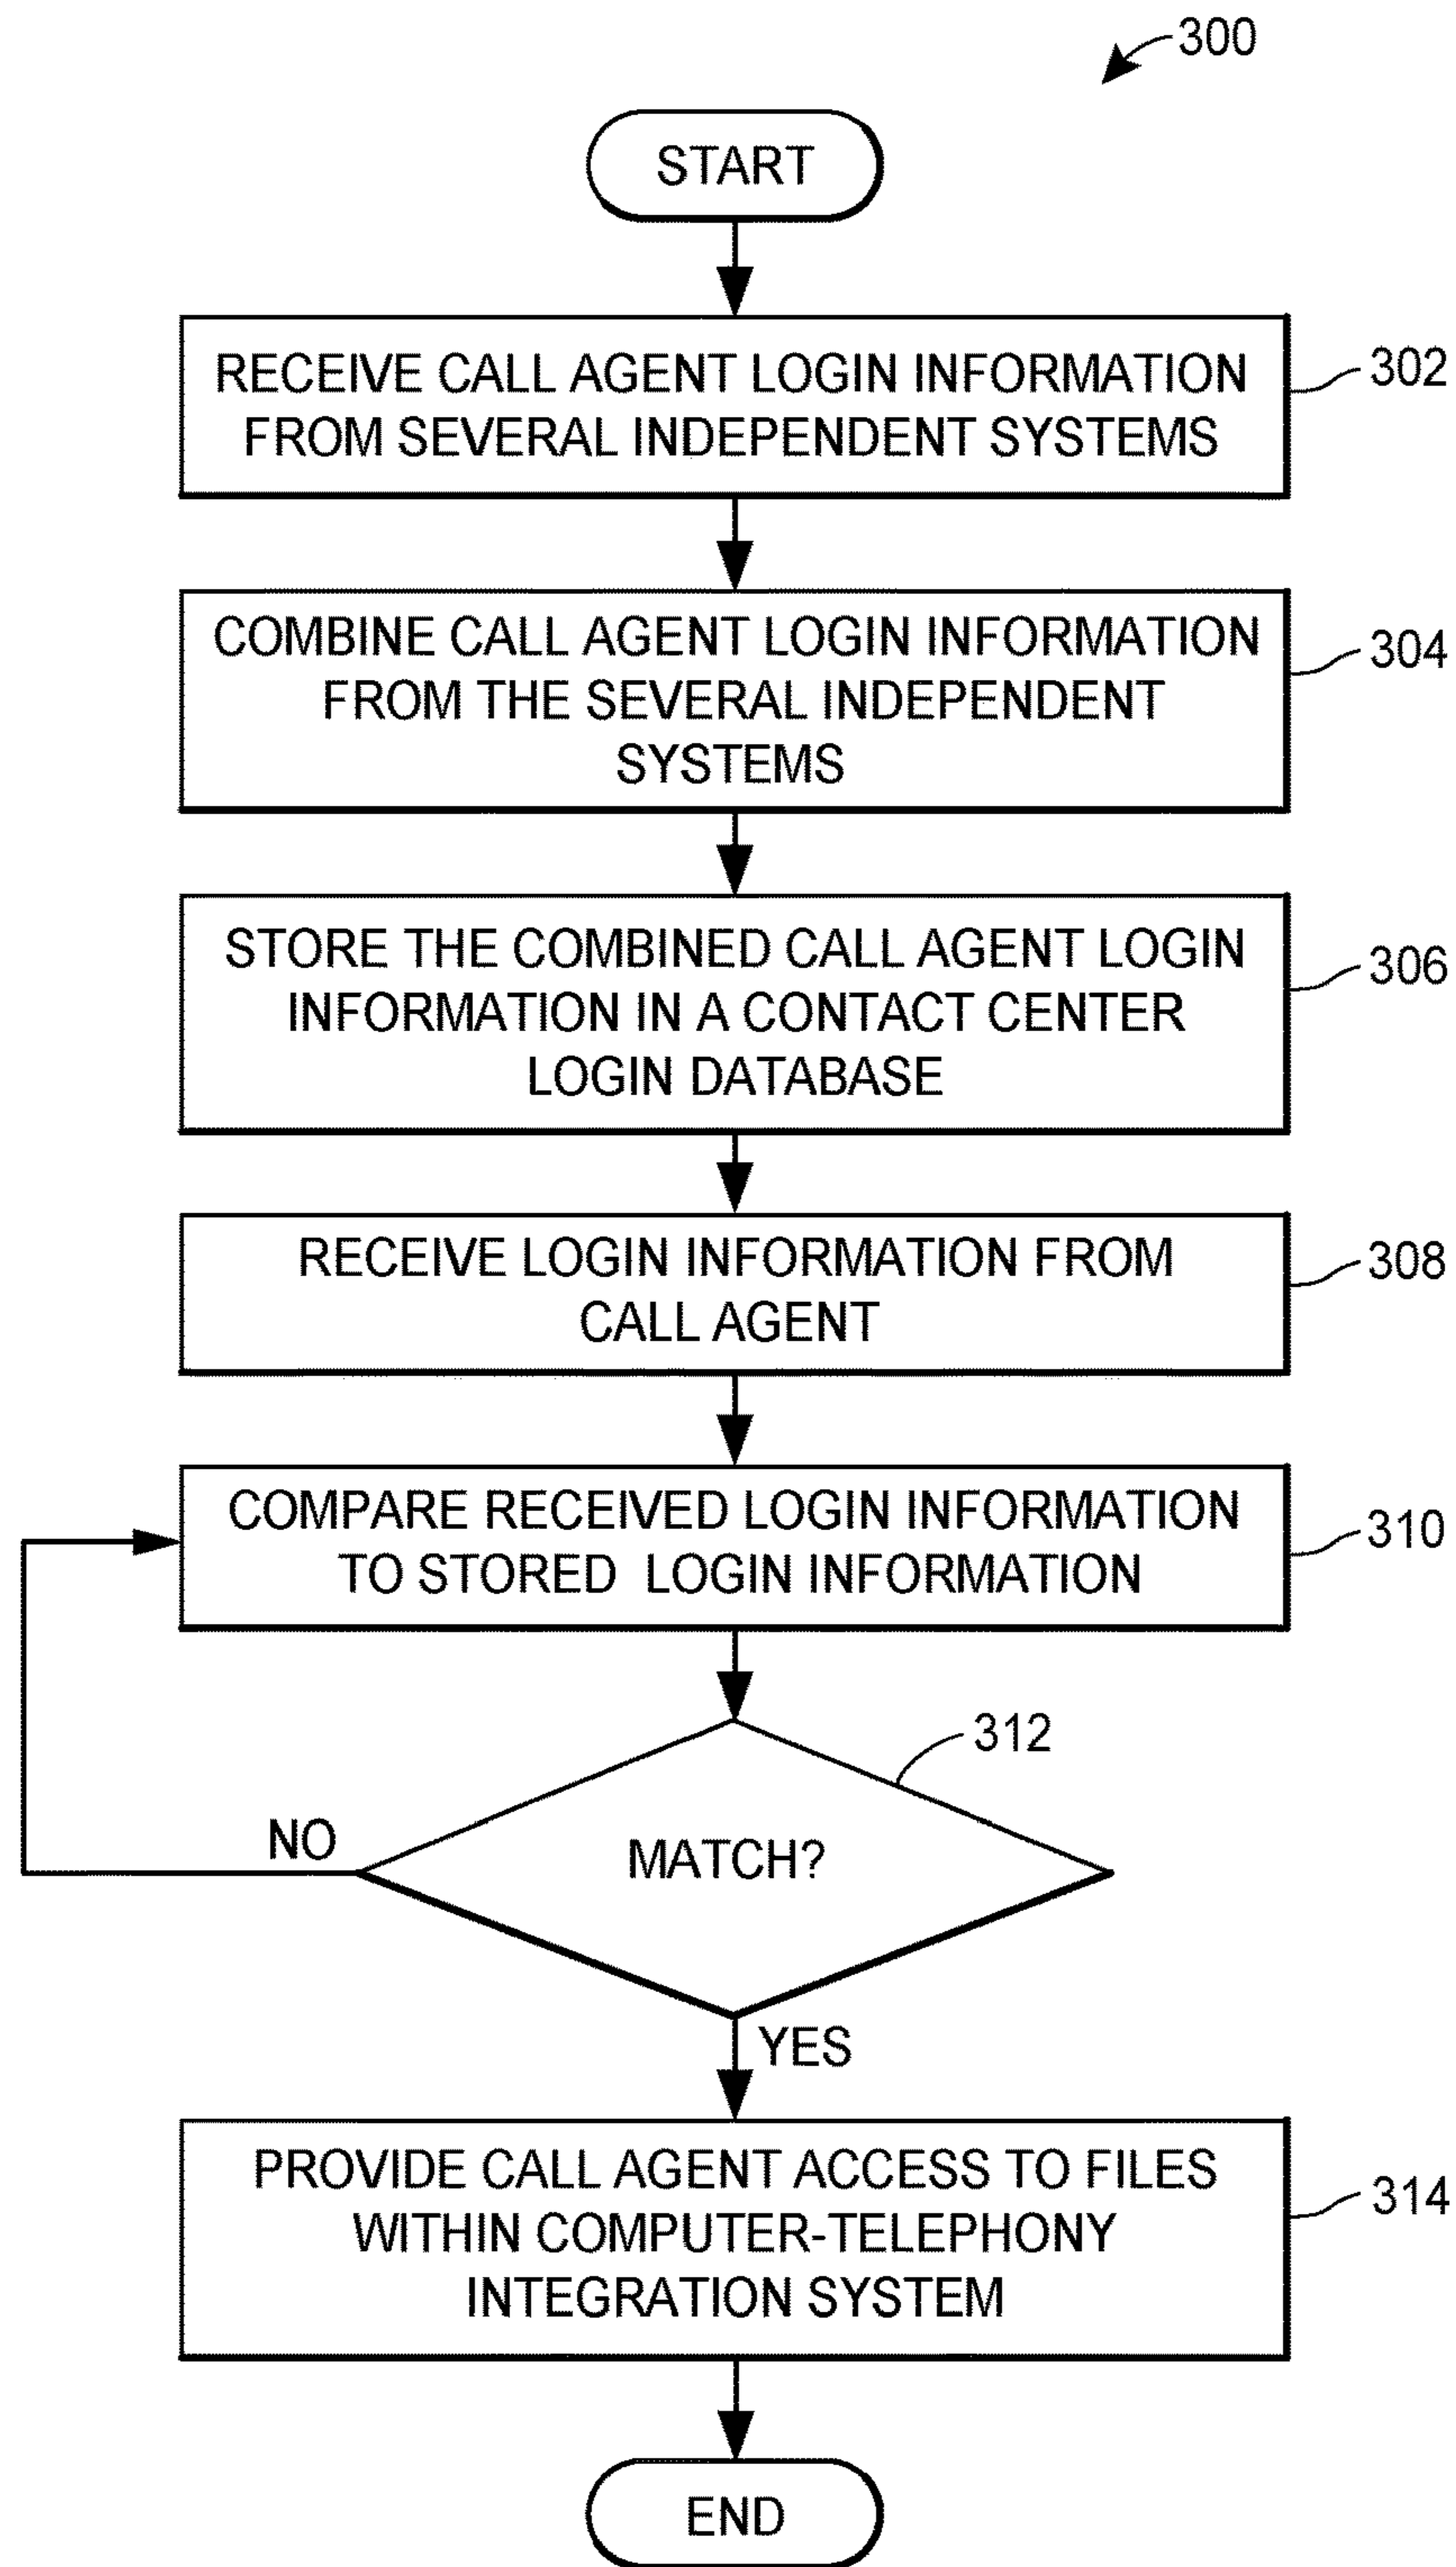 300
START
RECEIVE CALL AGENT LOGIN INFORMATION
FROM SEVERAL INDEPENDENT SYSTEMS
302
COMBINE CALL AGENT LOGIN INFORMATION
FROM THE SEVERAL INDEPENDENT
SYSTEMS
304
STORE THE COMBINED CALL AGENT LOGIN
INFORMATION IN A CONTACT CENTER
LOGIN DATABASE
306
RECEIVE LOGIN INFORMATION FROM
CALL AGENT
308
COMPARE RECEIVED LOGIN INFORMATION
TO STORED LOGIN INFORMATION
310
312
MATCH?
NO
YES
PROVIDE CALL AGENT ACCESS TO FILES
WITHIN COMPUTER-TELEPHONY
INTEGRATION SYSTEM
314
END